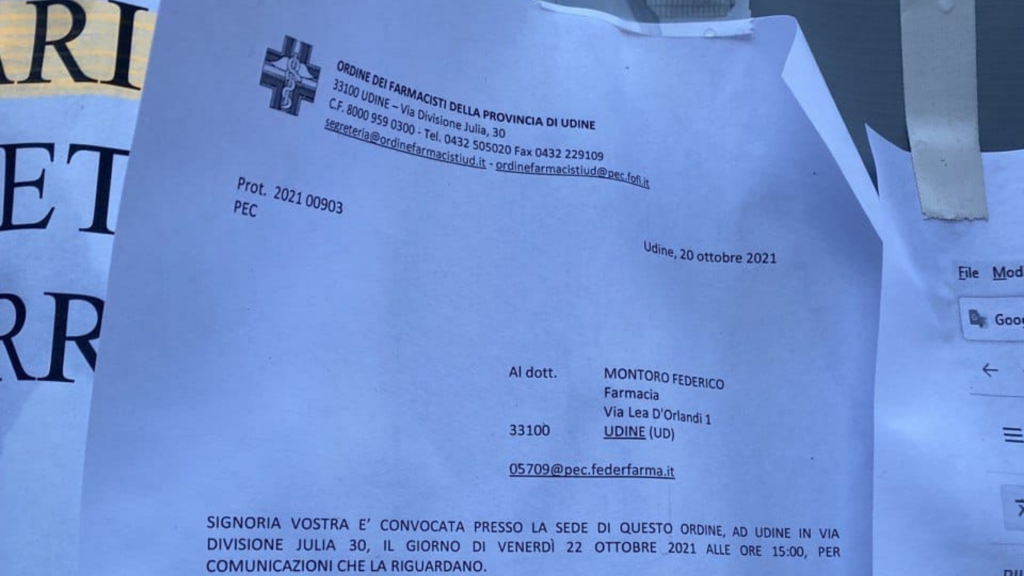 ARI
ET
RR
ORDINE DEI FARMACISTI DELLA PROVINCIA DI UDINE
33100 UDINE – Via Divisione Julia, 30
C.F. 8000 959 0300 - Tel. 0432 505020 Fax 0432 229109
segreteria@ordinefarmacistiud.it - ordinefarmacistiud@pec.fofi.it
Prot. 2021 00903
PEC
Udine, 20 ottobre 2021
Al dott. MONTORO FEDERICO
Farmacia
Via Lea D'Orlandi 1
33100 UDINE (UD)
05709@pec.federfarma.it
SIGNORIA VOSTRA E' CONVOCATA PRESSO LA SEDE DI QUESTO ORDINE, AD UDINE IN VIA
DIVISIONE JULIA 30, IL GIORNO DI VENERDÌ 22 OTTOBRE 2021 ALLE ORE 15:00, PER
COMUNICAZIONI CHE LA RIGUARDANO.
File Mod
Goo